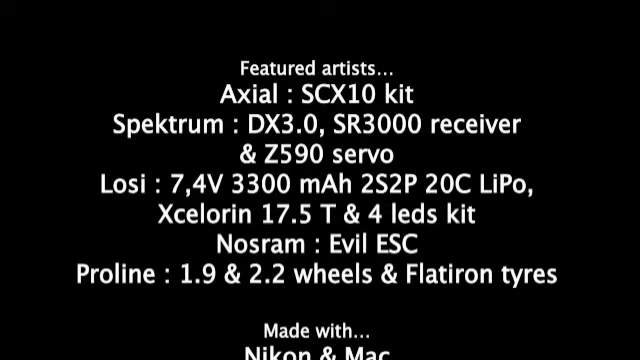 Featured artists...
Axial : SCX10 kit
Spektrum : DX3.0, SR3000 receiver
& Z590 servo
Losi : 7,4V 3300 mAh 2S2P 20C LiPo,
Xcelorin 17.5 T & 4 leds kit
Nosram : Evil ESC
Proline : 1.9 & 2.2 wheels & Flatiron tyres
Made with...
Nikon & Mac